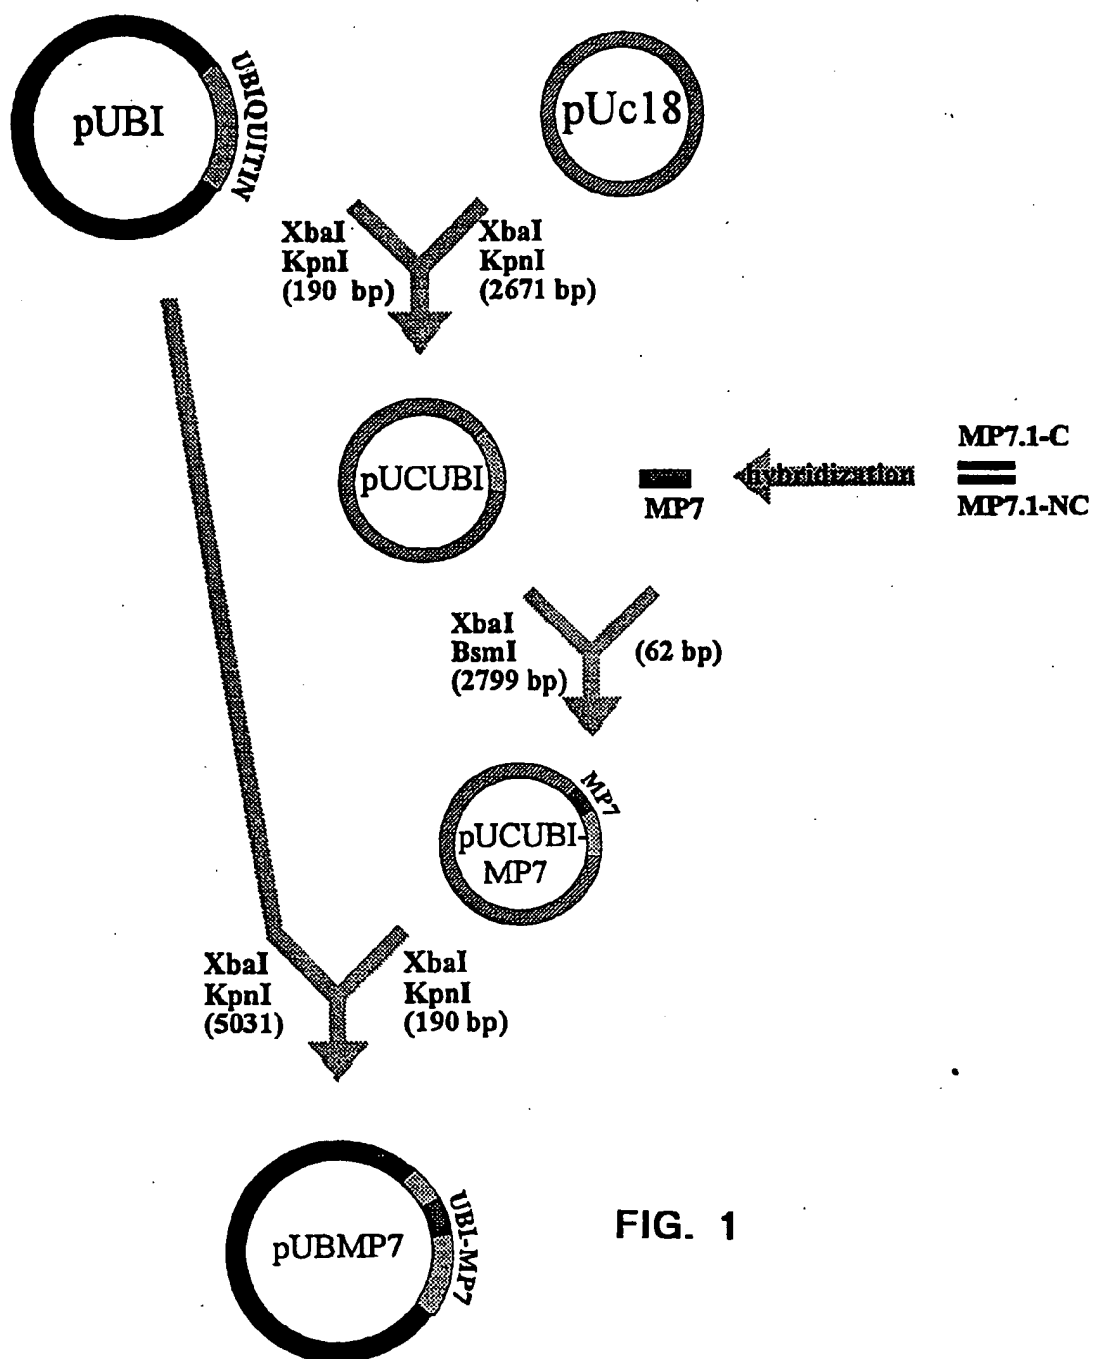 pUBI
UBIQUITIN
pUc18
XbaI
KpnI
(190 bp)
XbaI
KpnI
(2671 bp)
pUCUBI
MP7
hybridization
MP7.1-C
MP7.1-NC
XbaI
BsmI
(2799 bp)
(62 bp)
MP7
pUCUBI-
MP7
XbaI
KpnI
(5031)
XbaI
KpnI
(190 bp)
pUBMP7
UBI-MP7
FIG. 1